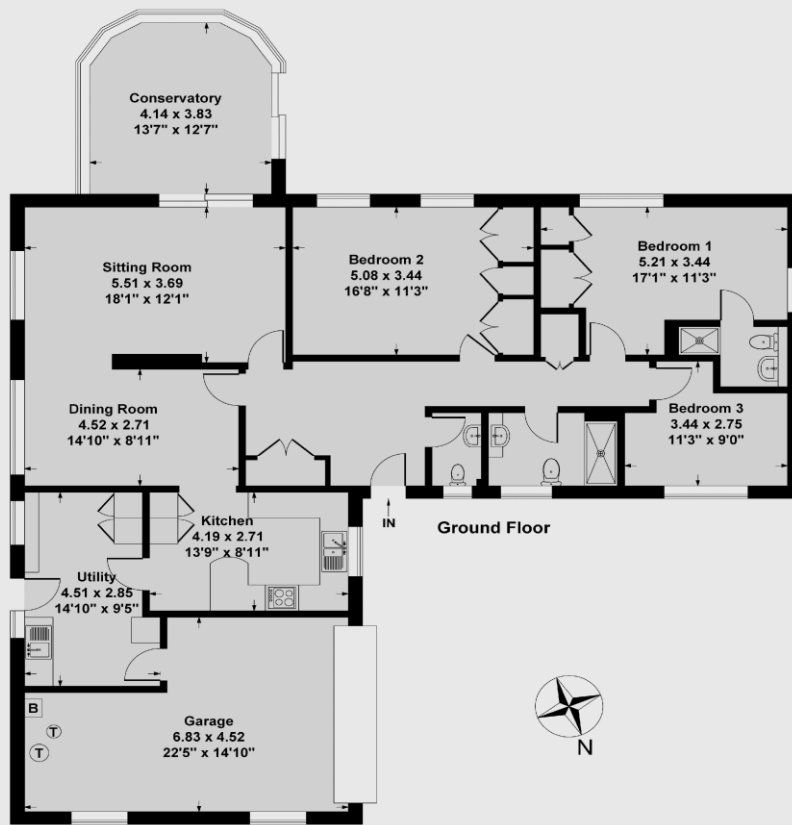 Conservatory
4.14 x 3.83
13'7" x 12'7"
Sitting Room
5.51 x 3.69
18'1" x 12'1"
Bedroom 2
5.08 x 3.44
16'8" x 11'3"
Bedroom 1
5.21 x 3.44
17'1" x 11'3"
Dining Room
4.52 x 2.71
14'10" x 8'11"
Bedroom 3
3.44 x 2.75
11'3" x 9'0"
Kitchen
4.19 x 2.71
13'9" x 8'11"
IN
Ground Floor
Utility
4.51 x 2.85
14'10" x 9'5"
Garage
6.83 x 4.52
22'5" x 14'10"
B
T
T
N